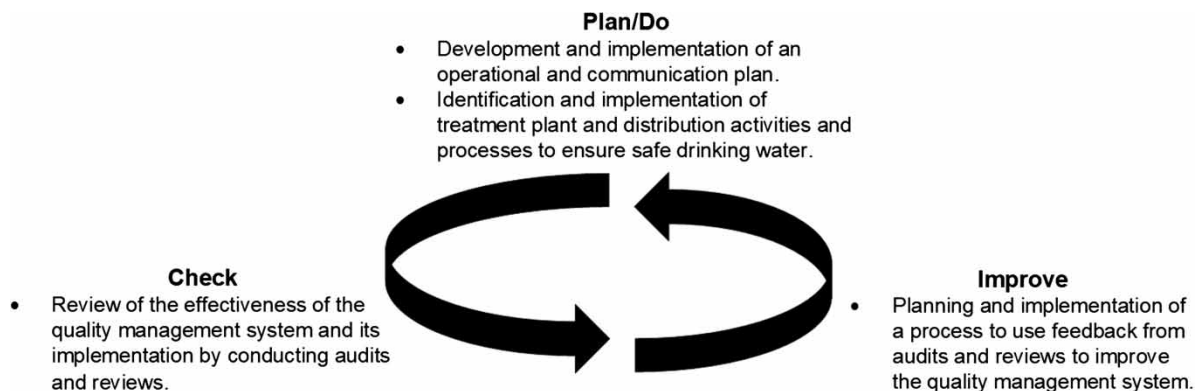 Plan/Do
• Development and implementation of an
operational and communication plan.
• Identification and implementation of
treatment plant and distribution activities and
processes to ensure safe drinking water.
Check
• Review of the effectiveness of the
quality management system and its
implementation by conducting audits
and reviews.
Improve
• Planning and implementation of
a process to use feedback from
audits and reviews to improve
the quality management system.